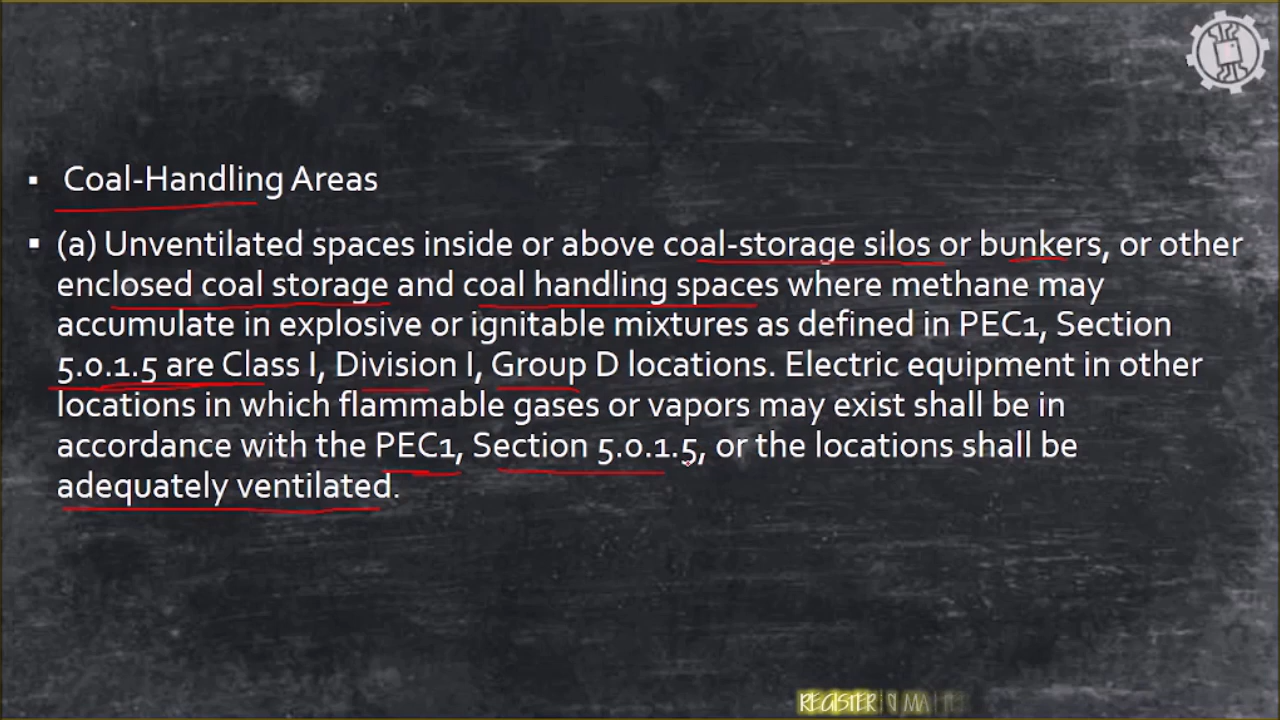 Coal-Handling Areas
(a) Unventilated spaces inside or above coal-storage silos or bunkers, or other
enclosed coal storage and coal handling spaces where methane may
accumulate in explosive or ignitable mixtures as defined in PEC1, Section
5.0.1.5 are Class I, Division I, Group D locations. Electric equipment in other
locations in which flammable gases or vapors may exist shall be in
accordance with the PEC1, Section 5.0.1.5, or the locations shall be
adequately ventilated.
REGISTER